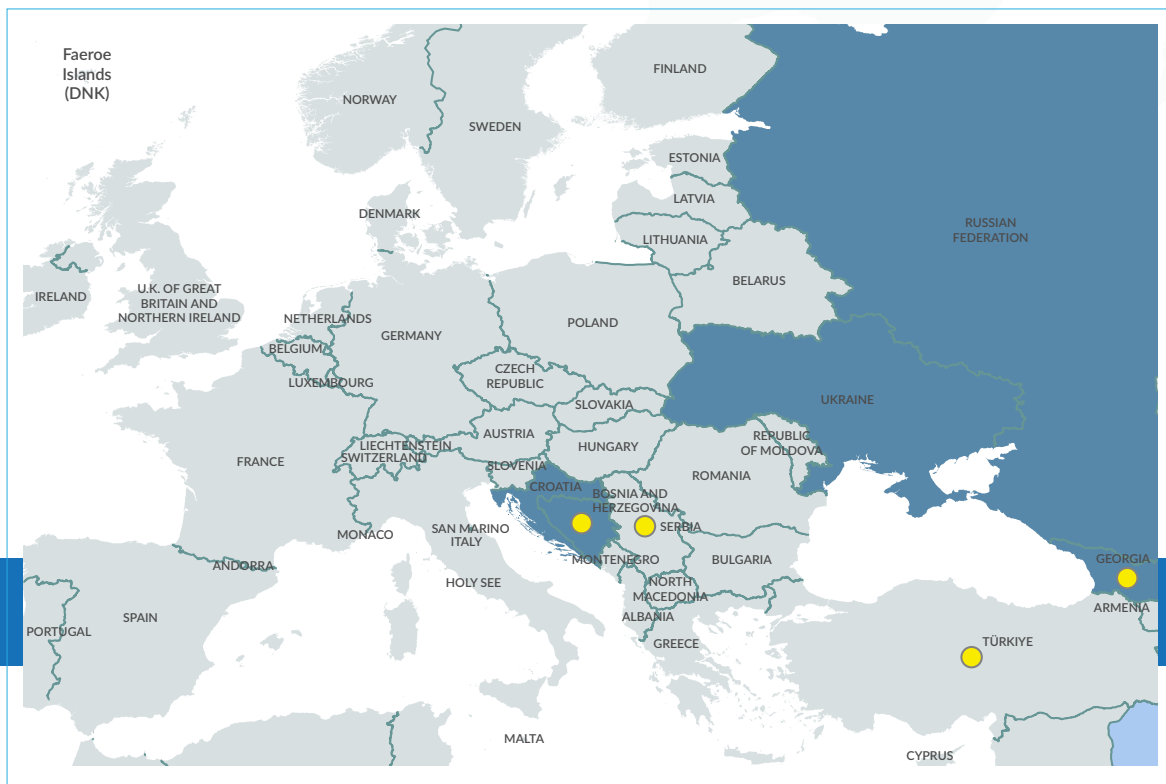 Faeroe
Islands
(DNK)
NORWAY
FINLAND
SWEDEN
ESTONIA
LATVIA
DENMARK
LITHUANIA
RUSSIAN
FEDERATION
BELARUS
IRELAND
U.K. OF GREAT
BRITAIN AND
NORTHERN IRELAND
NETHERLANDS
GERMANY
POLAND
BELGIUM
LUXEMBOURG
CZECH
REPUBLIC
SLOVAKIA
UKRAINE
AUSTRIA
HUNGARY
REPUBLIC
OF MOLDOVA
FRANCE
LIECHTENSTEIN
SWITZERLAND
SLOVENIA
ROMANIA
CROATIA
BOSNIA AND
HERZEGOVINA
SERBIA
MONACO
SAN MARINO
ITALY
MONTENEGRO
BULGARIA
GEORGIA
ANDORRA
HOLY SEE
NORTH
MACEDONIA
ARMENIA
PORTUGAL
SPAIN
ALBANIA
GREECE
TÜRKIYE
MALTA
CYPRUS